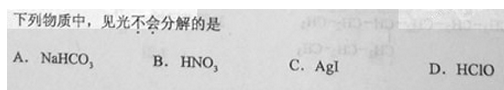 下列物质中，见光不会分解的是
A. NaHCO₃ B. HNO₃ C. AgI D. HClO